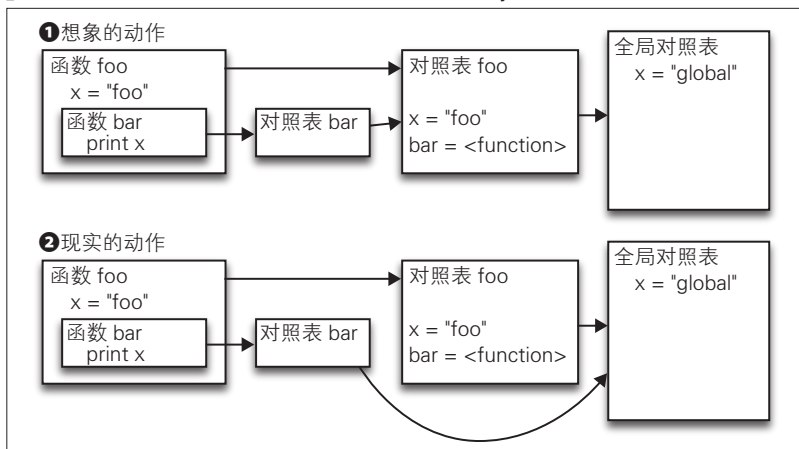 ❶想象的动作
函数 foo
x = "foo"
函数 bar
print x
对照表 bar
对照表 foo
x = "foo"
bar = <function>
全局对照表
x = "global"
❷现实的动作
函数 foo
x = "foo"
函数 bar
print x
对照表 bar
对照表 foo
x = "foo"
bar = <function>
全局对照表
x = "global"